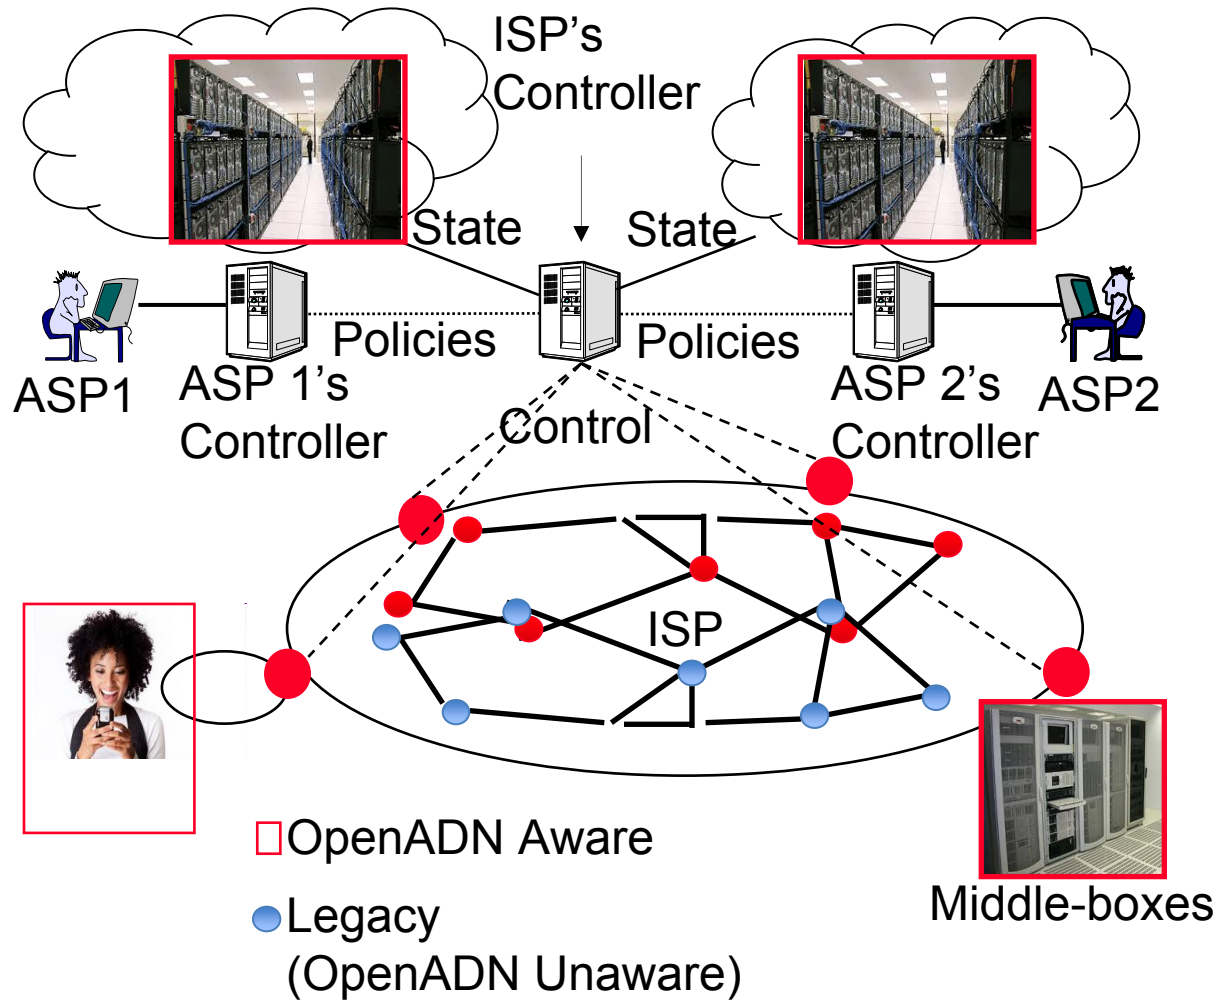 ISP's
Controller
State
State
Policies
Policies
ASP1
ASP 1's
Controller
ASP 2's
Controller
ASP2
Control
ISP
OpenADN Aware
Legacy
(OpenADN Unaware)
Middle-boxes